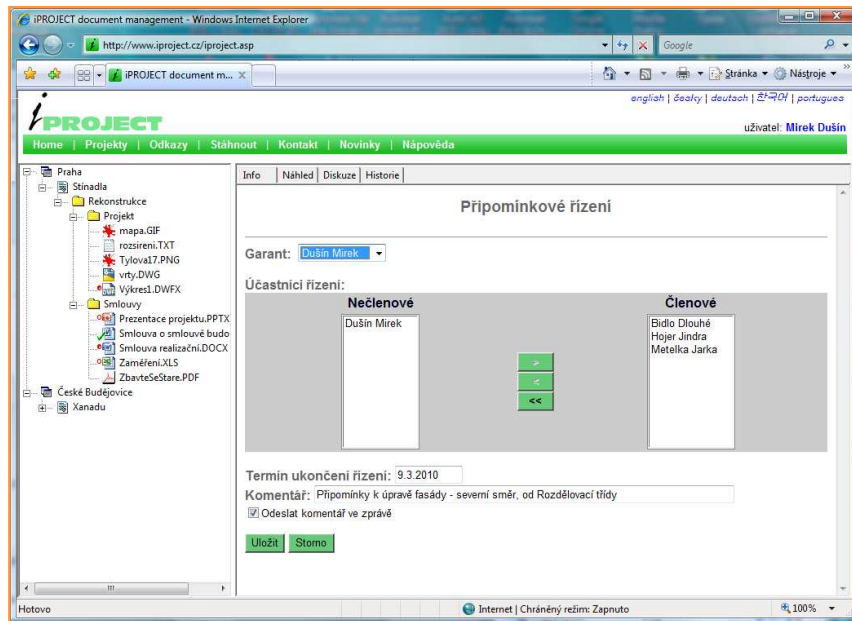 iPROJECT document management - Windows Internet Explorer
http://www.iproject.cz/iproject.asp
Google
iPROJECT document m...
Stránka
Nástroje
english | česky | deutsch | 한국어 | portugues
iPROJECT
uživatel: Mirek Dušín
Home | Projekty | Odkazy | Stáhnout | Kontakt | Novinky | Nápověda
Praha
Stínadla
Rekonstrukce
Projekt
mapa.GIF
rozsireni.TXT
Tylova17.PNG
vrty.DWG
Výkres1.DWFX
Smlouvy
Prezentace projektu.PPTX
Smlouva o smlouvě budo
Smlouva realizační.DOCX
Zaměření.XLS
ZbavteSeStare.PDF
České Budějovice
Xanadu
Info | Náhled | Diskuze | Historie |
Připomínkové řízení
Garant: Dušín Mirek
Účastníci řízení:
Nečlenové
Členové
Dušín Mirek
Bidlo Dlouhé
Hojer Jindra
Metelka Jarka
>
<
<<
Termín ukončení řízení: 9.3.2010
Komentář: Připomínky k úpravě fasády - severní směr, od Rozdělovací třídy
Odeslat komentář ve zprávě
Uložit
Storno
Hotovo
Internet | Chráněný režim: Zapnuto
100%